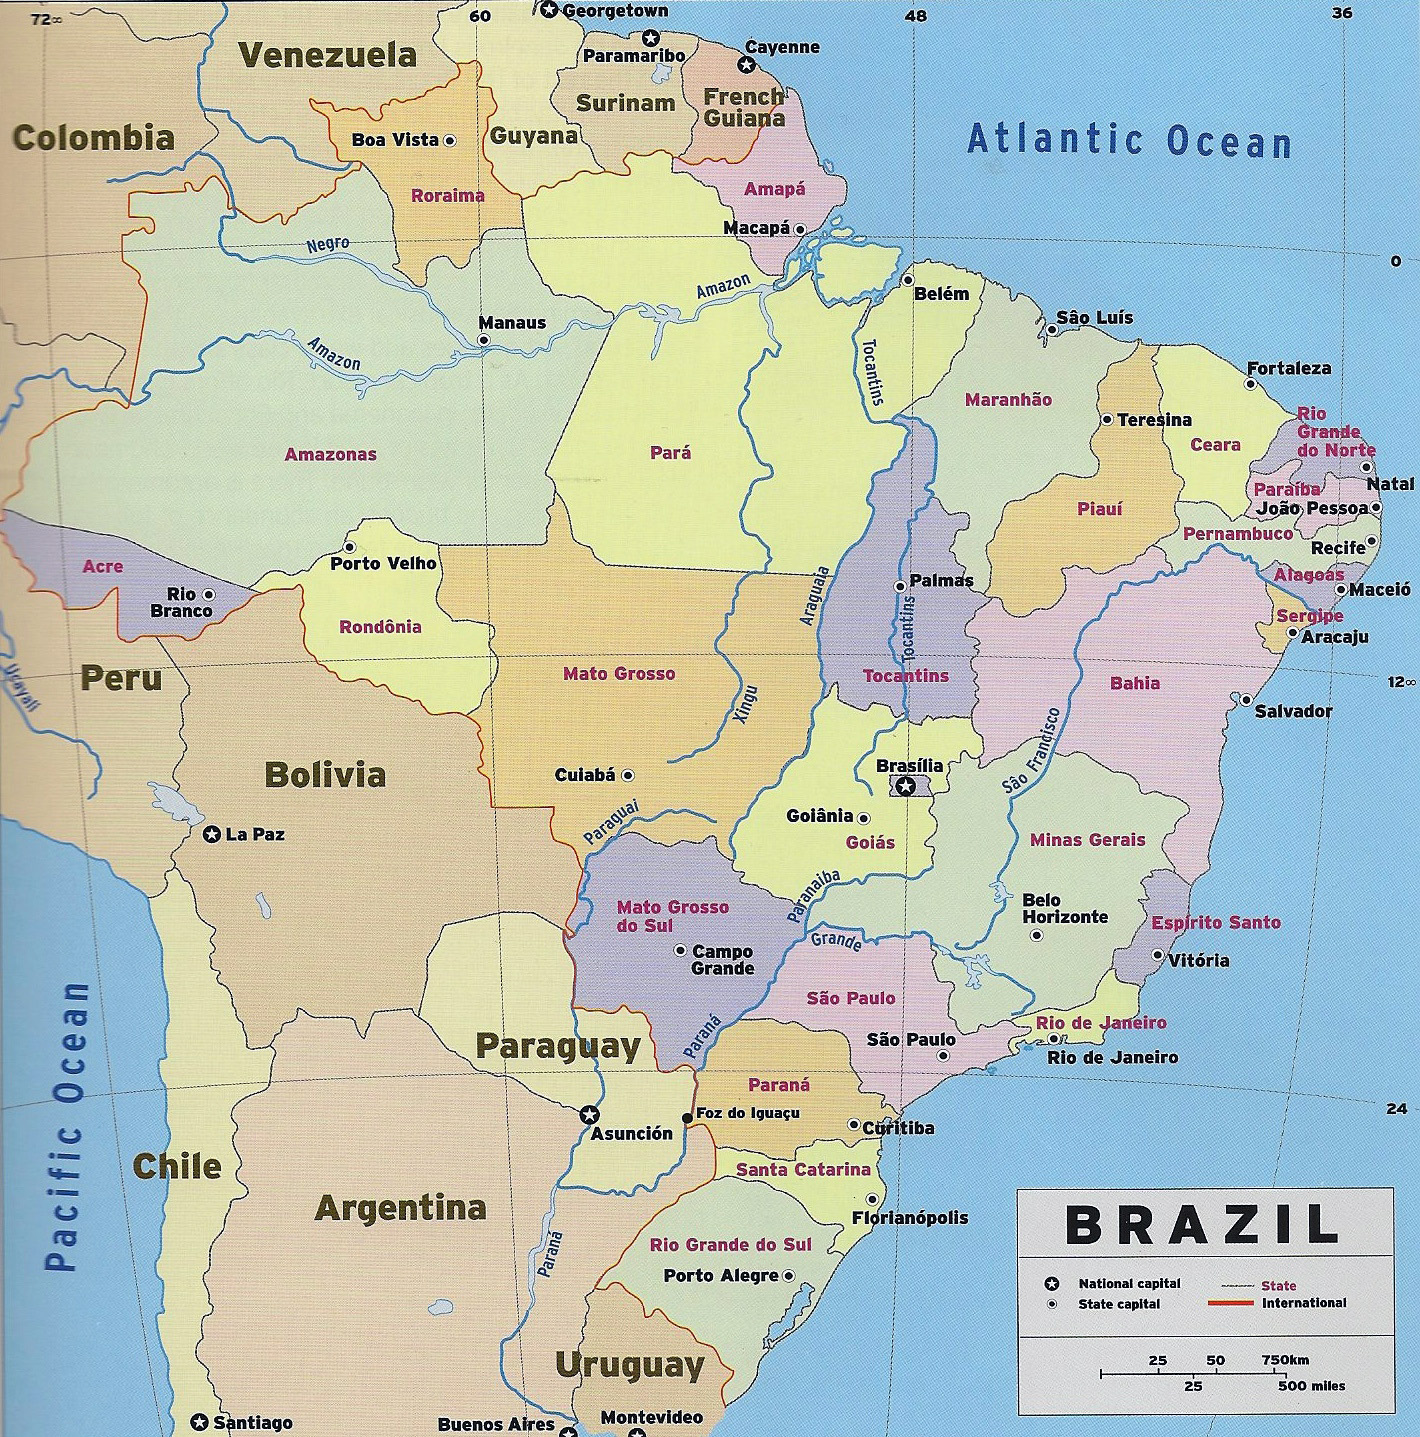 72∞
60
Georgetown
48
36
Venezuela
Paramaribo
Cayenne
Surinam
French
Guiana
Colombia
Boa Vista
Guyana
Atlantic Ocean
Roraima
Amapá
Macapá
Negro
0
Amazon
Belém
Manaus
São Luís
Amazon
Tocantins
Fortaleza
Maranhão
Rio
Grande
do Norte
Teresina
Ceara
Amazonas
Pará
Natal
Paraíba
João Pessoa
Piauí
Pernambuco
Recife
Acre
Porto Velho
Alagoas
Maceió
Rio
Branco
Palmas
Araguaia
Tocantins
Sergipe
Aracaju
Rondônia
Peru
Ucayali
Mato Grosso
Tocantins
Bahia
12∞
Xingu
Salvador
São Francisco
Bolivia
Cuiabá
Brasília
Paraguai
Goiânia
Goiás
La Paz
Minas Gerais
Paranaiba
Mato Grosso
do Sul
Belo
Horizonte
Espírito Santo
Grande
Campo
Grande
Vitória
Pacific Ocean
São Paulo
Rio de Janeiro
Paraguay
Paraná
São Paulo
Rio de Janeiro
Paraná
24
Foz do Iguaçu
Asunción
Curitiba
Chile
Santa Catarina
Argentina
Florianópolis
Paraná
Rio Grande do Sul
Porto Alegre
BRAZIL
National capital
State
State capital
International
25 50 750km
25 500 miles
Uruguay
Santiago
Buenos Aires
Montevideo